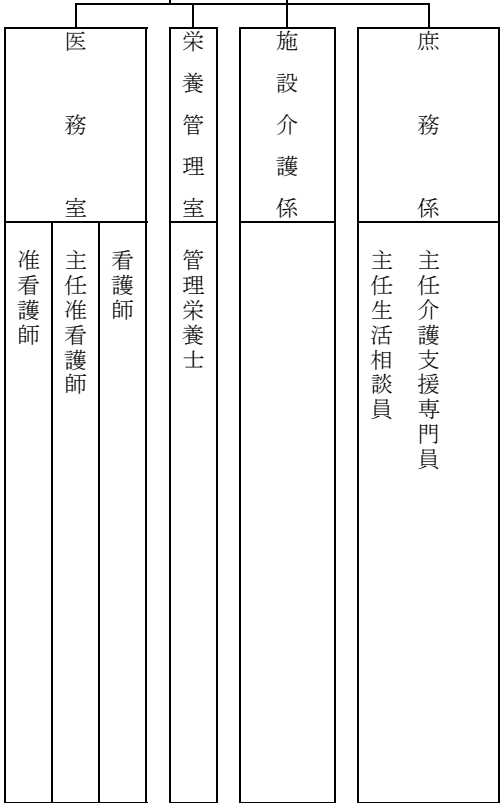 庶務係
主任介護支援専門員
主任生活相談員
施設介護係
栄養管理室
管理栄養士
医務室
看護師
主任准看護師
准看護師